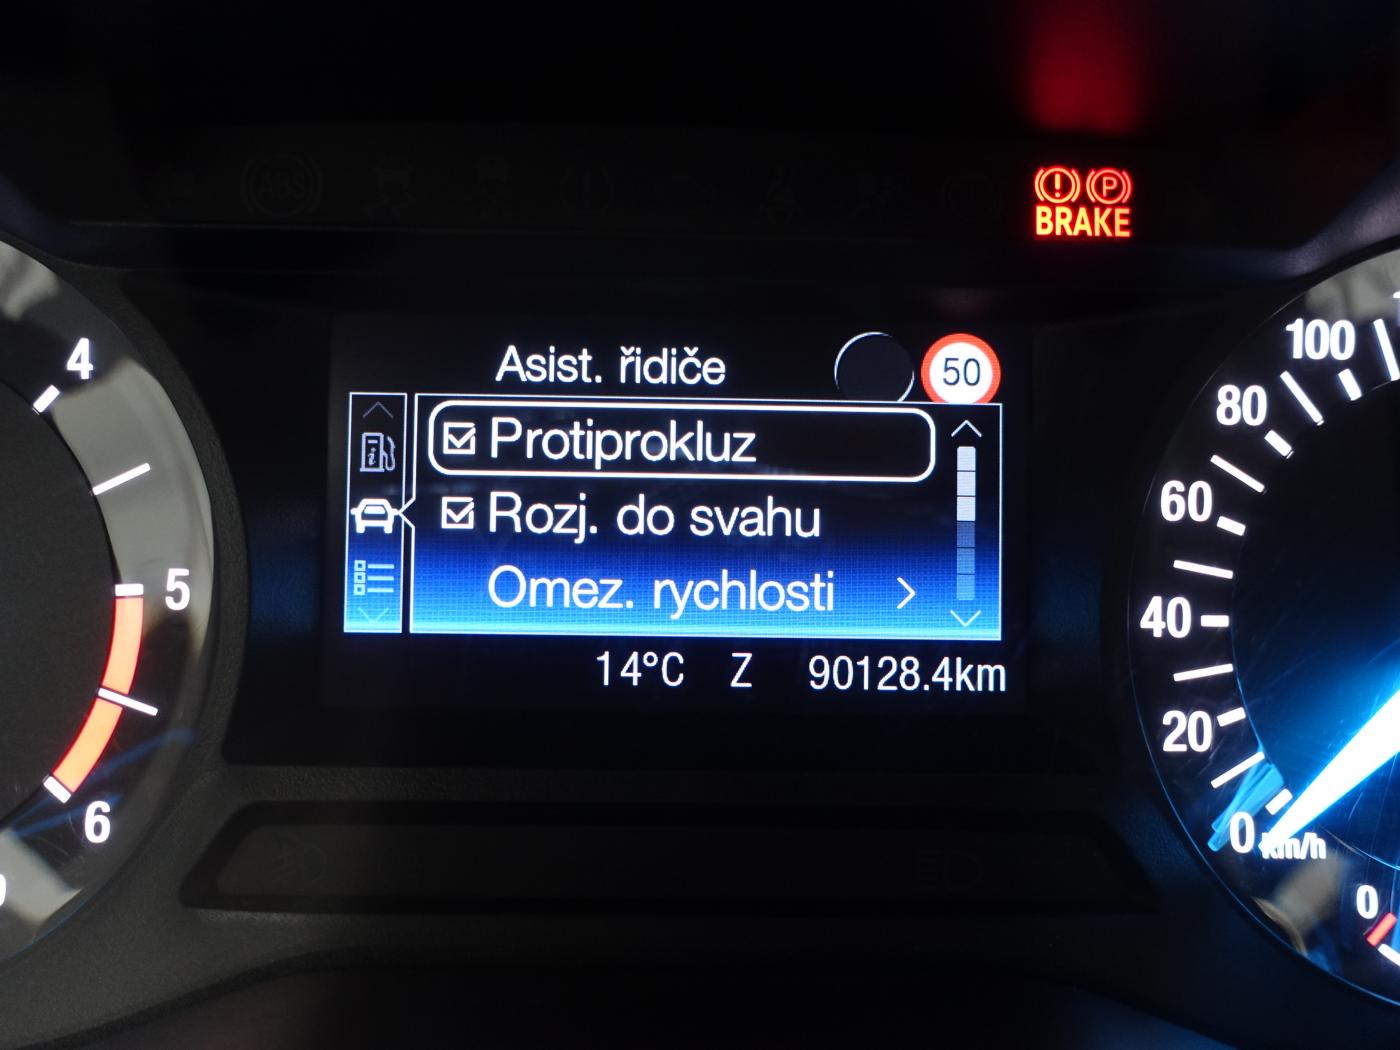 ABS
BRAKE
P
Asist. řidiče
50
Protiprokluz
Rozj. do svahu
Omez. rychlosti
14°C Z 90128.4km
4
5
6
100
80
60
40
20
0
km/h
0